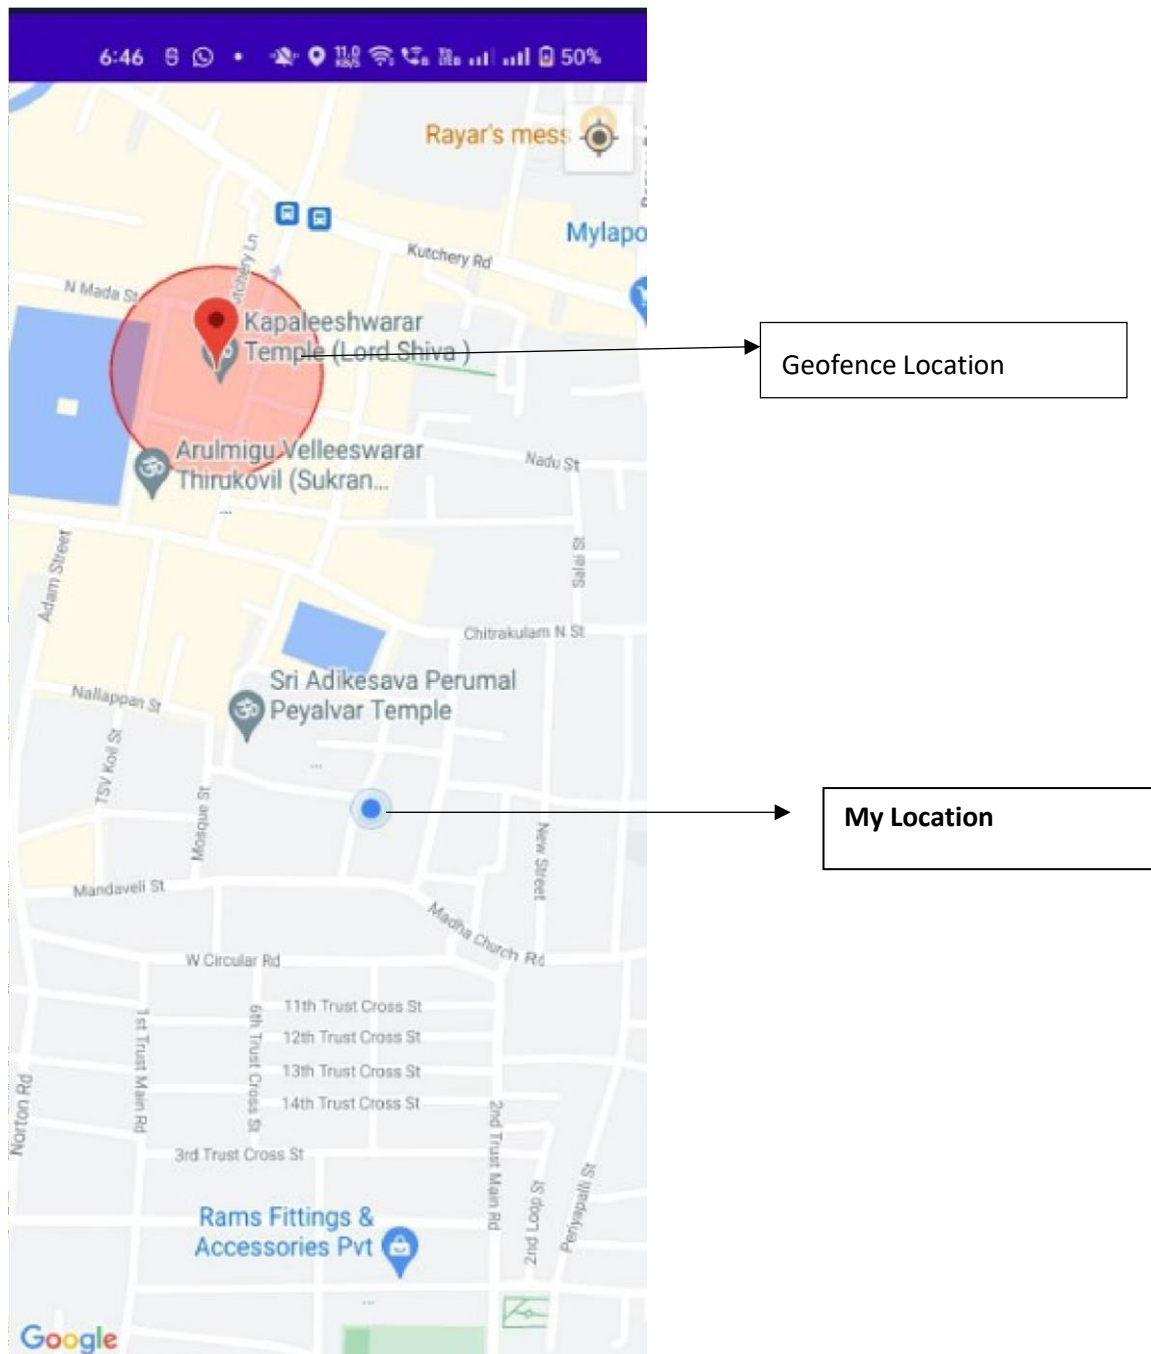 6:46
11.0
KB/S
50%
Rayar's mess
Mylapo
Kutchery Rd
utchery Ln
N Mada St
Kapaleeshwarar
Temple (Lord Shiva )
Geofence Location
Arulmigu Velleeswarar
Thirukovil (Sukran...
...
Nadu St
Salai St
Adam Street
Chitrakulam N St
Sri Adikesava Perumal
Peyalvar Temple
...
Nallappan St
TSV Koil St
Mosque St
My Location
New Street
Mandaveli St
Madha Church Rd
W Circular Rd
11th Trust Cross St
12th Trust Cross St
13th Trust Cross St
14th Trust Cross St
1st Trust Main Rd
6th Trust Cross St
Norton Rd
2nd Trust Main Rd
3rd Trust Cross St
Periyapalli St
2nd Loop St
Rams Fittings &
Accessories Pvt
...
Google